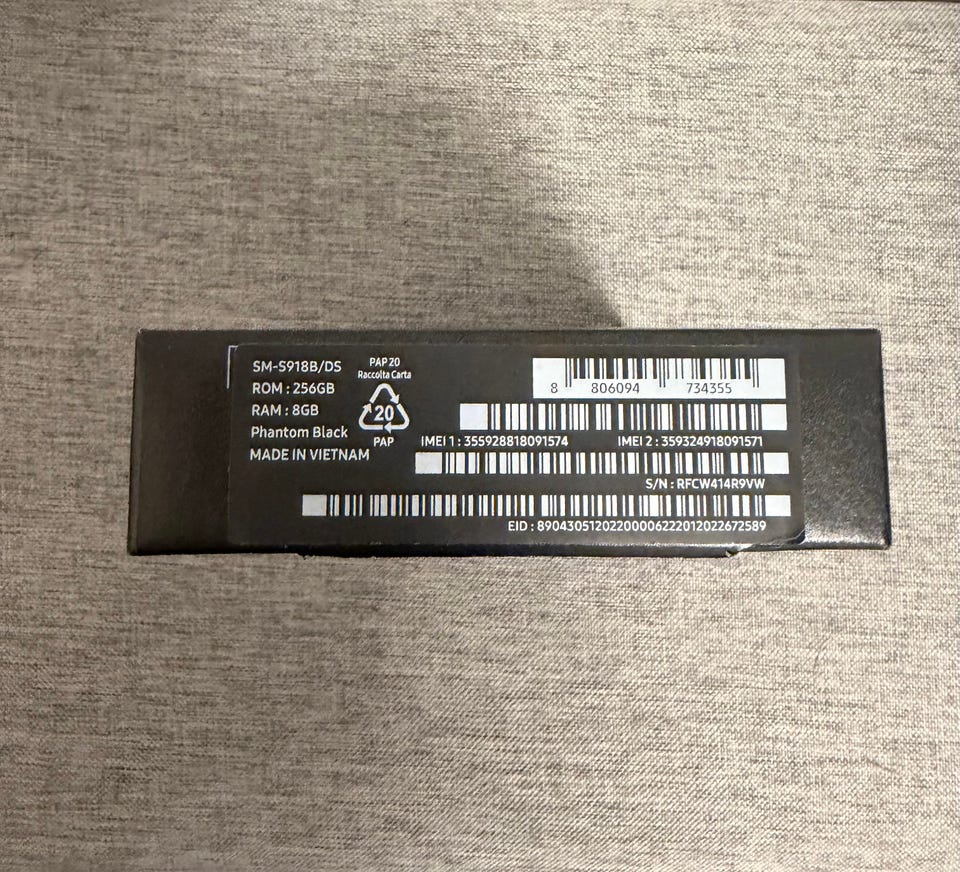 SM-S918B/DS
ROM : 256GB
RAM : 8GB
Phantom Black
MADE IN VIETNAM
PAP 20
Raccolta Carta
20
PAP
8 806094 734355
IMEI 1 : 355928818091574 IMEI 2 : 359324918091571
S/N : RFCW414R9VW
EID : 89043051202200006222012022672589